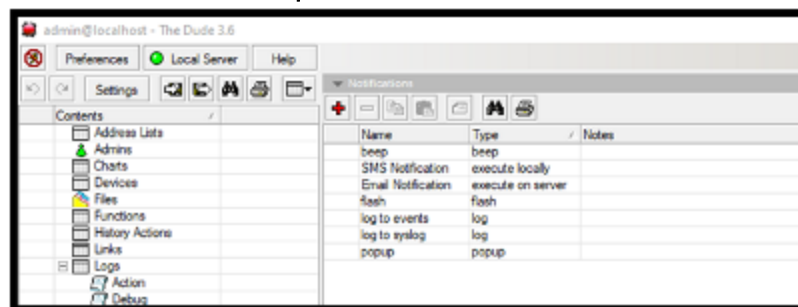 admin@localhost - The Dude 3.6
Preferences Local Server Help
Settings
Notifications
Contents
Address Lists
Admins
Charts
Devices
Files
Functions
History Actions
Links
Logs
Action
Debug
Name Type Notes
beep beep
SMS Notification execute locally
Email Notification execute on server
flash flash
log to events log
log to syslog log
popup popup